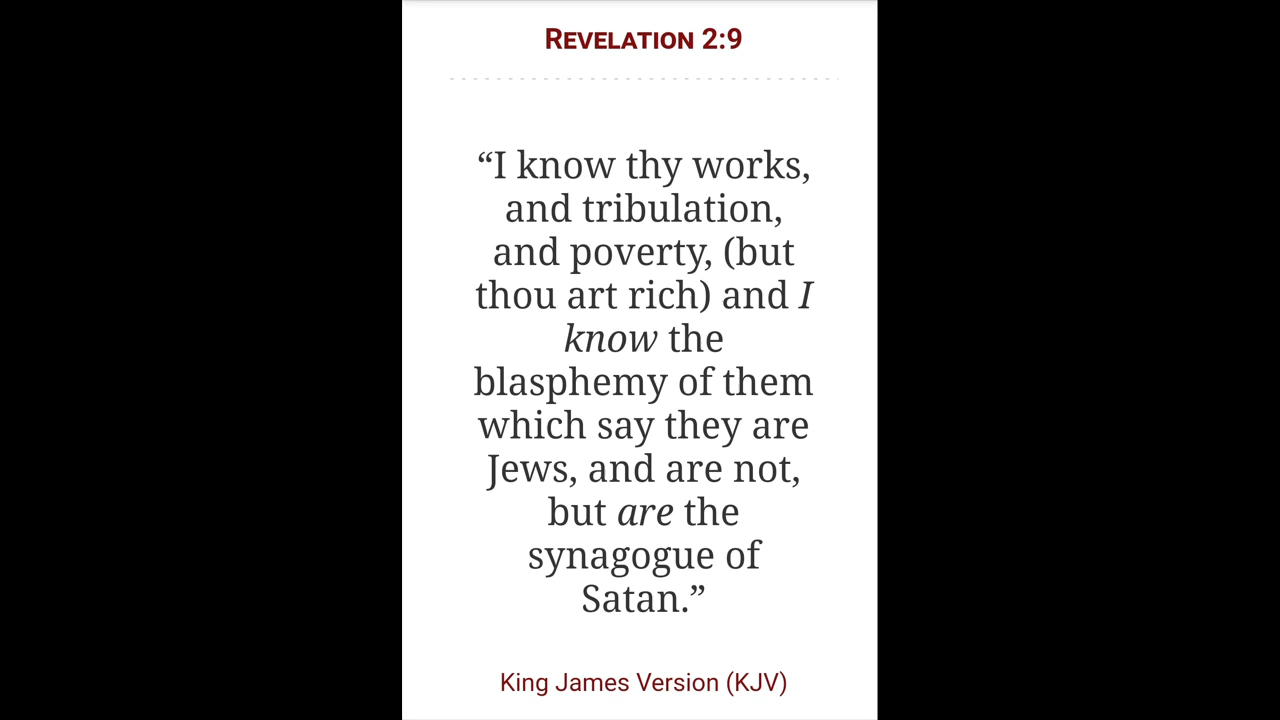 REVELATION 2:9
“I know thy works,
and tribulation,
and poverty, (but
thou art rich) and I
know the
blasphemy of them
which say they are
Jews, and are not,
but are the
synagogue of
Satan.”
King James Version (KJV)